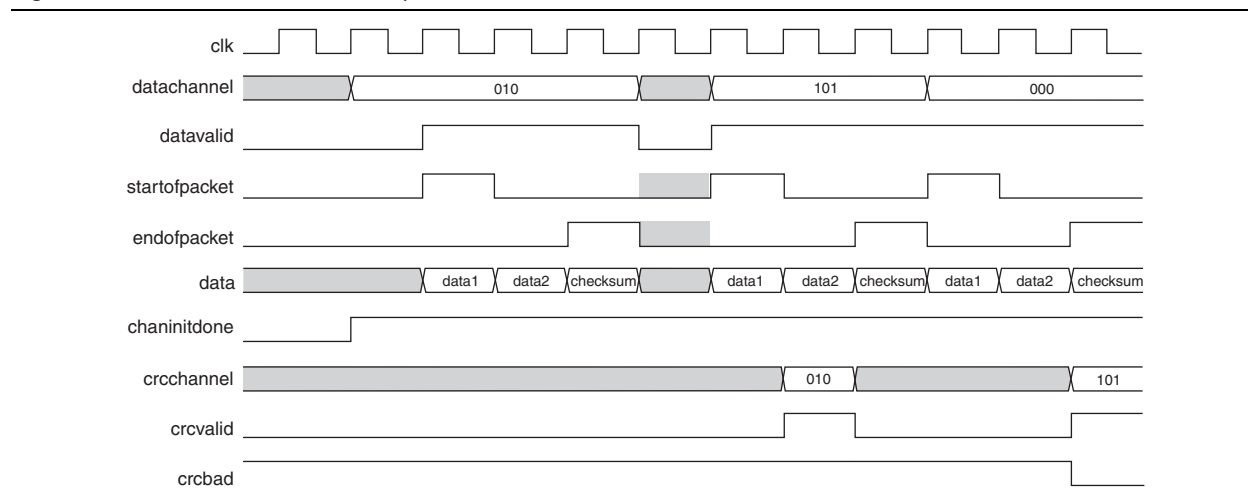 clk
datachannel 010 101 000
datavalid
startofpacket
endofpacket
data data1 data2 checksum data1 data2 checksum data1 data2 checksum
chaninitdone
crcchannel 010 101
crcvalid
crcbad